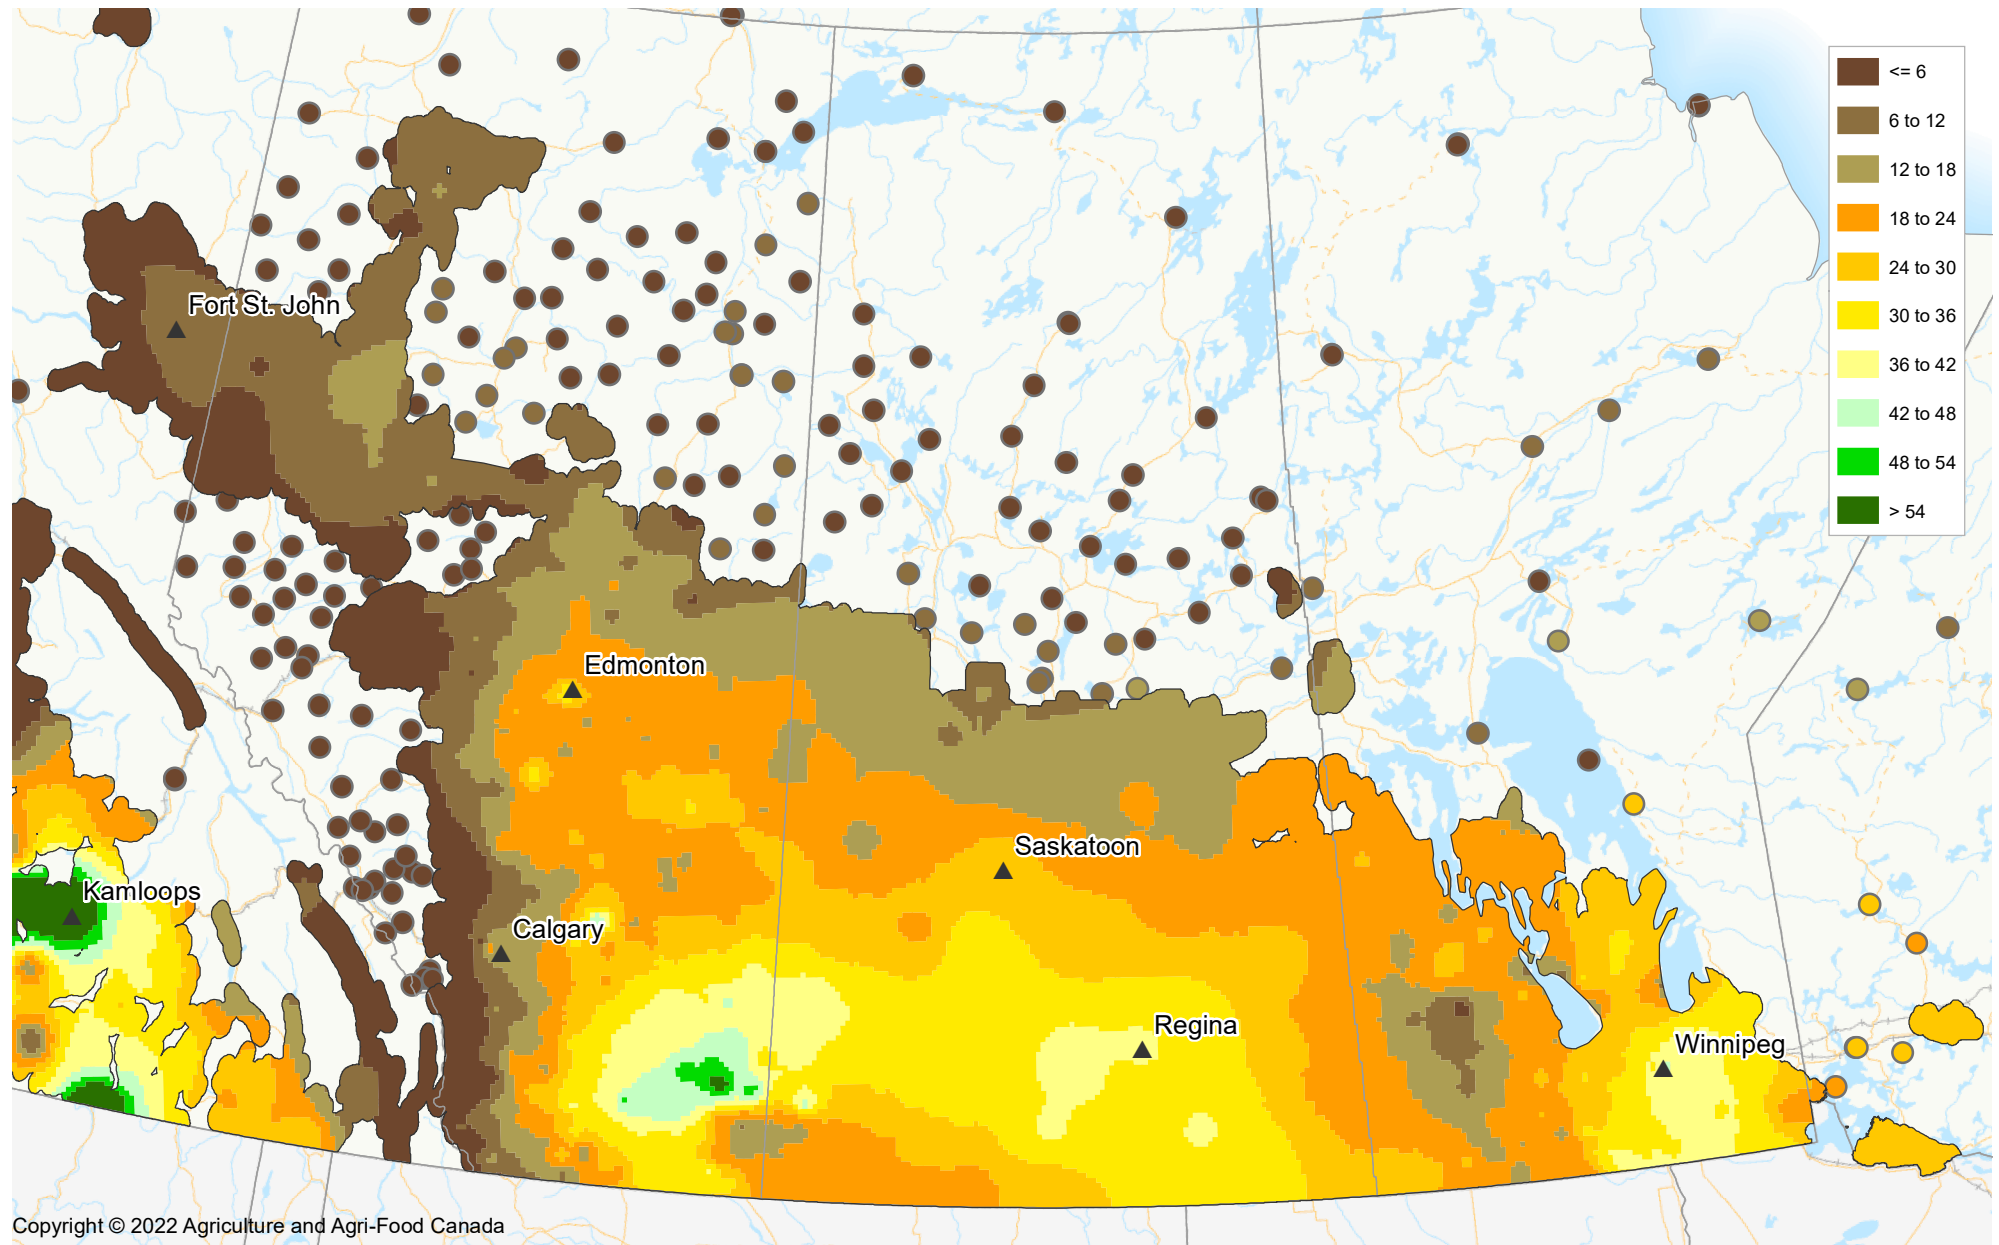 <= 6
6 to 12
12 to 18
18 to 24
24 to 30
30 to 36
36 to 42
42 to 48
48 to 54
> 54
Fort St. John
Edmonton
Saskatoon
Kamloops
Calgary
Regina
Winnipeg
Copyright © 2022 Agriculture and Agri-Food Canada